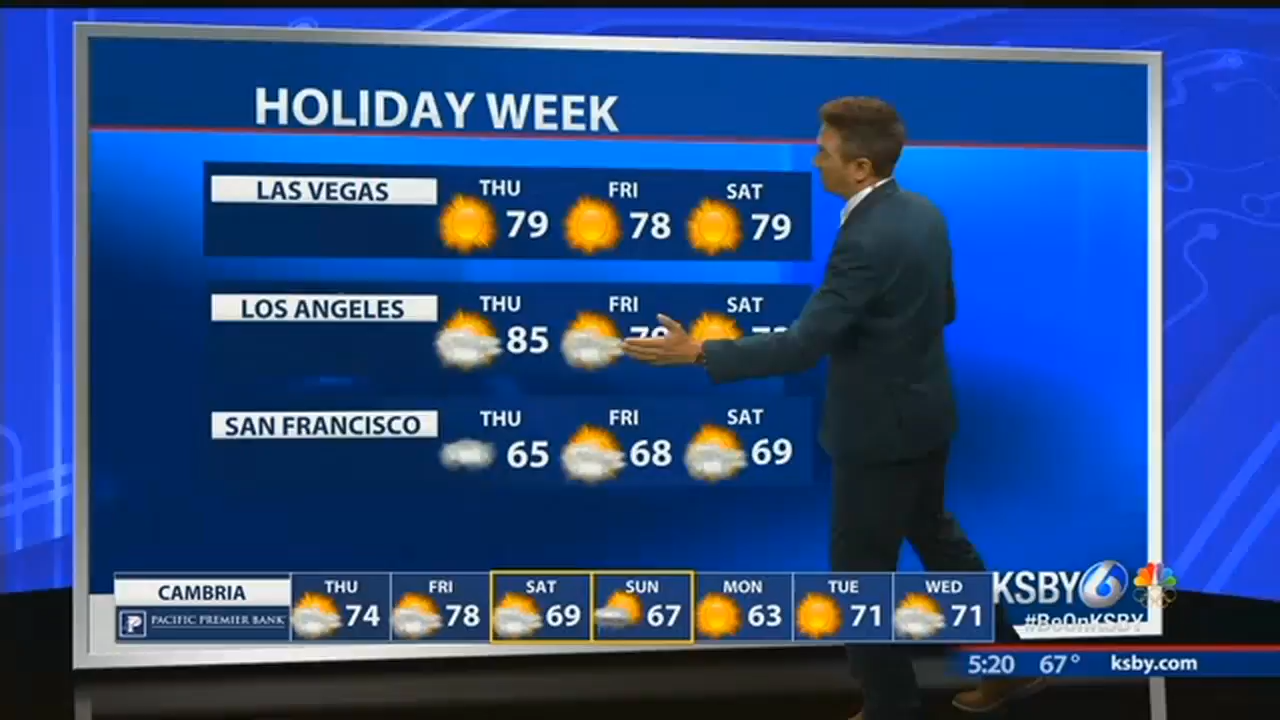 HOLIDAY WEEK
LAS VEGAS
THU FRI SAT
79 78 79
LOS ANGELES
THU FRI SAT
85
SAN FRANCISCO
THU FRI SAT
65 68 69
CAMBRIA
PACIFIC PREMIER BANK
THU FRI SAT SUN MON TUE WED
74 78 69 67 63 71 71
KSBY 6
#BeOnKSBY
5:20 67° ksby.com